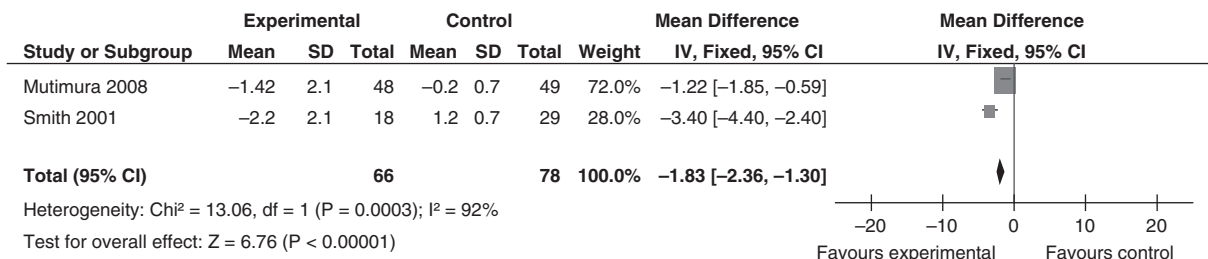 Experimental Control Mean Difference Mean Difference
Study or Subgroup Mean SD Total Mean SD Total Weight IV, Fixed, 95% CI IV, Fixed, 95% CI
Mutimura 2008 −1.42 2.1 48 −0.2 0.7 49 72.0% −1.22 [−1.85, −0.59]
Smith 2001 −2.2 2.1 18 1.2 0.7 29 28.0% −3.40 [−4.40, −2.40]
Total (95% CI) 66 78 100.0% −1.83 [−2.36, −1.30]
Heterogeneity: Chi² = 13.06, df = 1 (P = 0.0003); I² = 92%
Test for overall effect: Z = 6.76 (P < 0.00001)
−20 −10 0 10 20
Favours experimental Favours control